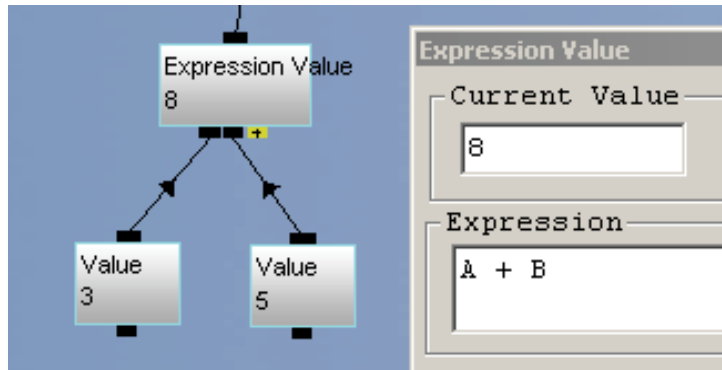 Expression Value
8
+
Value
3
Value
5
Expression Value
Current Value
8
Expression
A + B